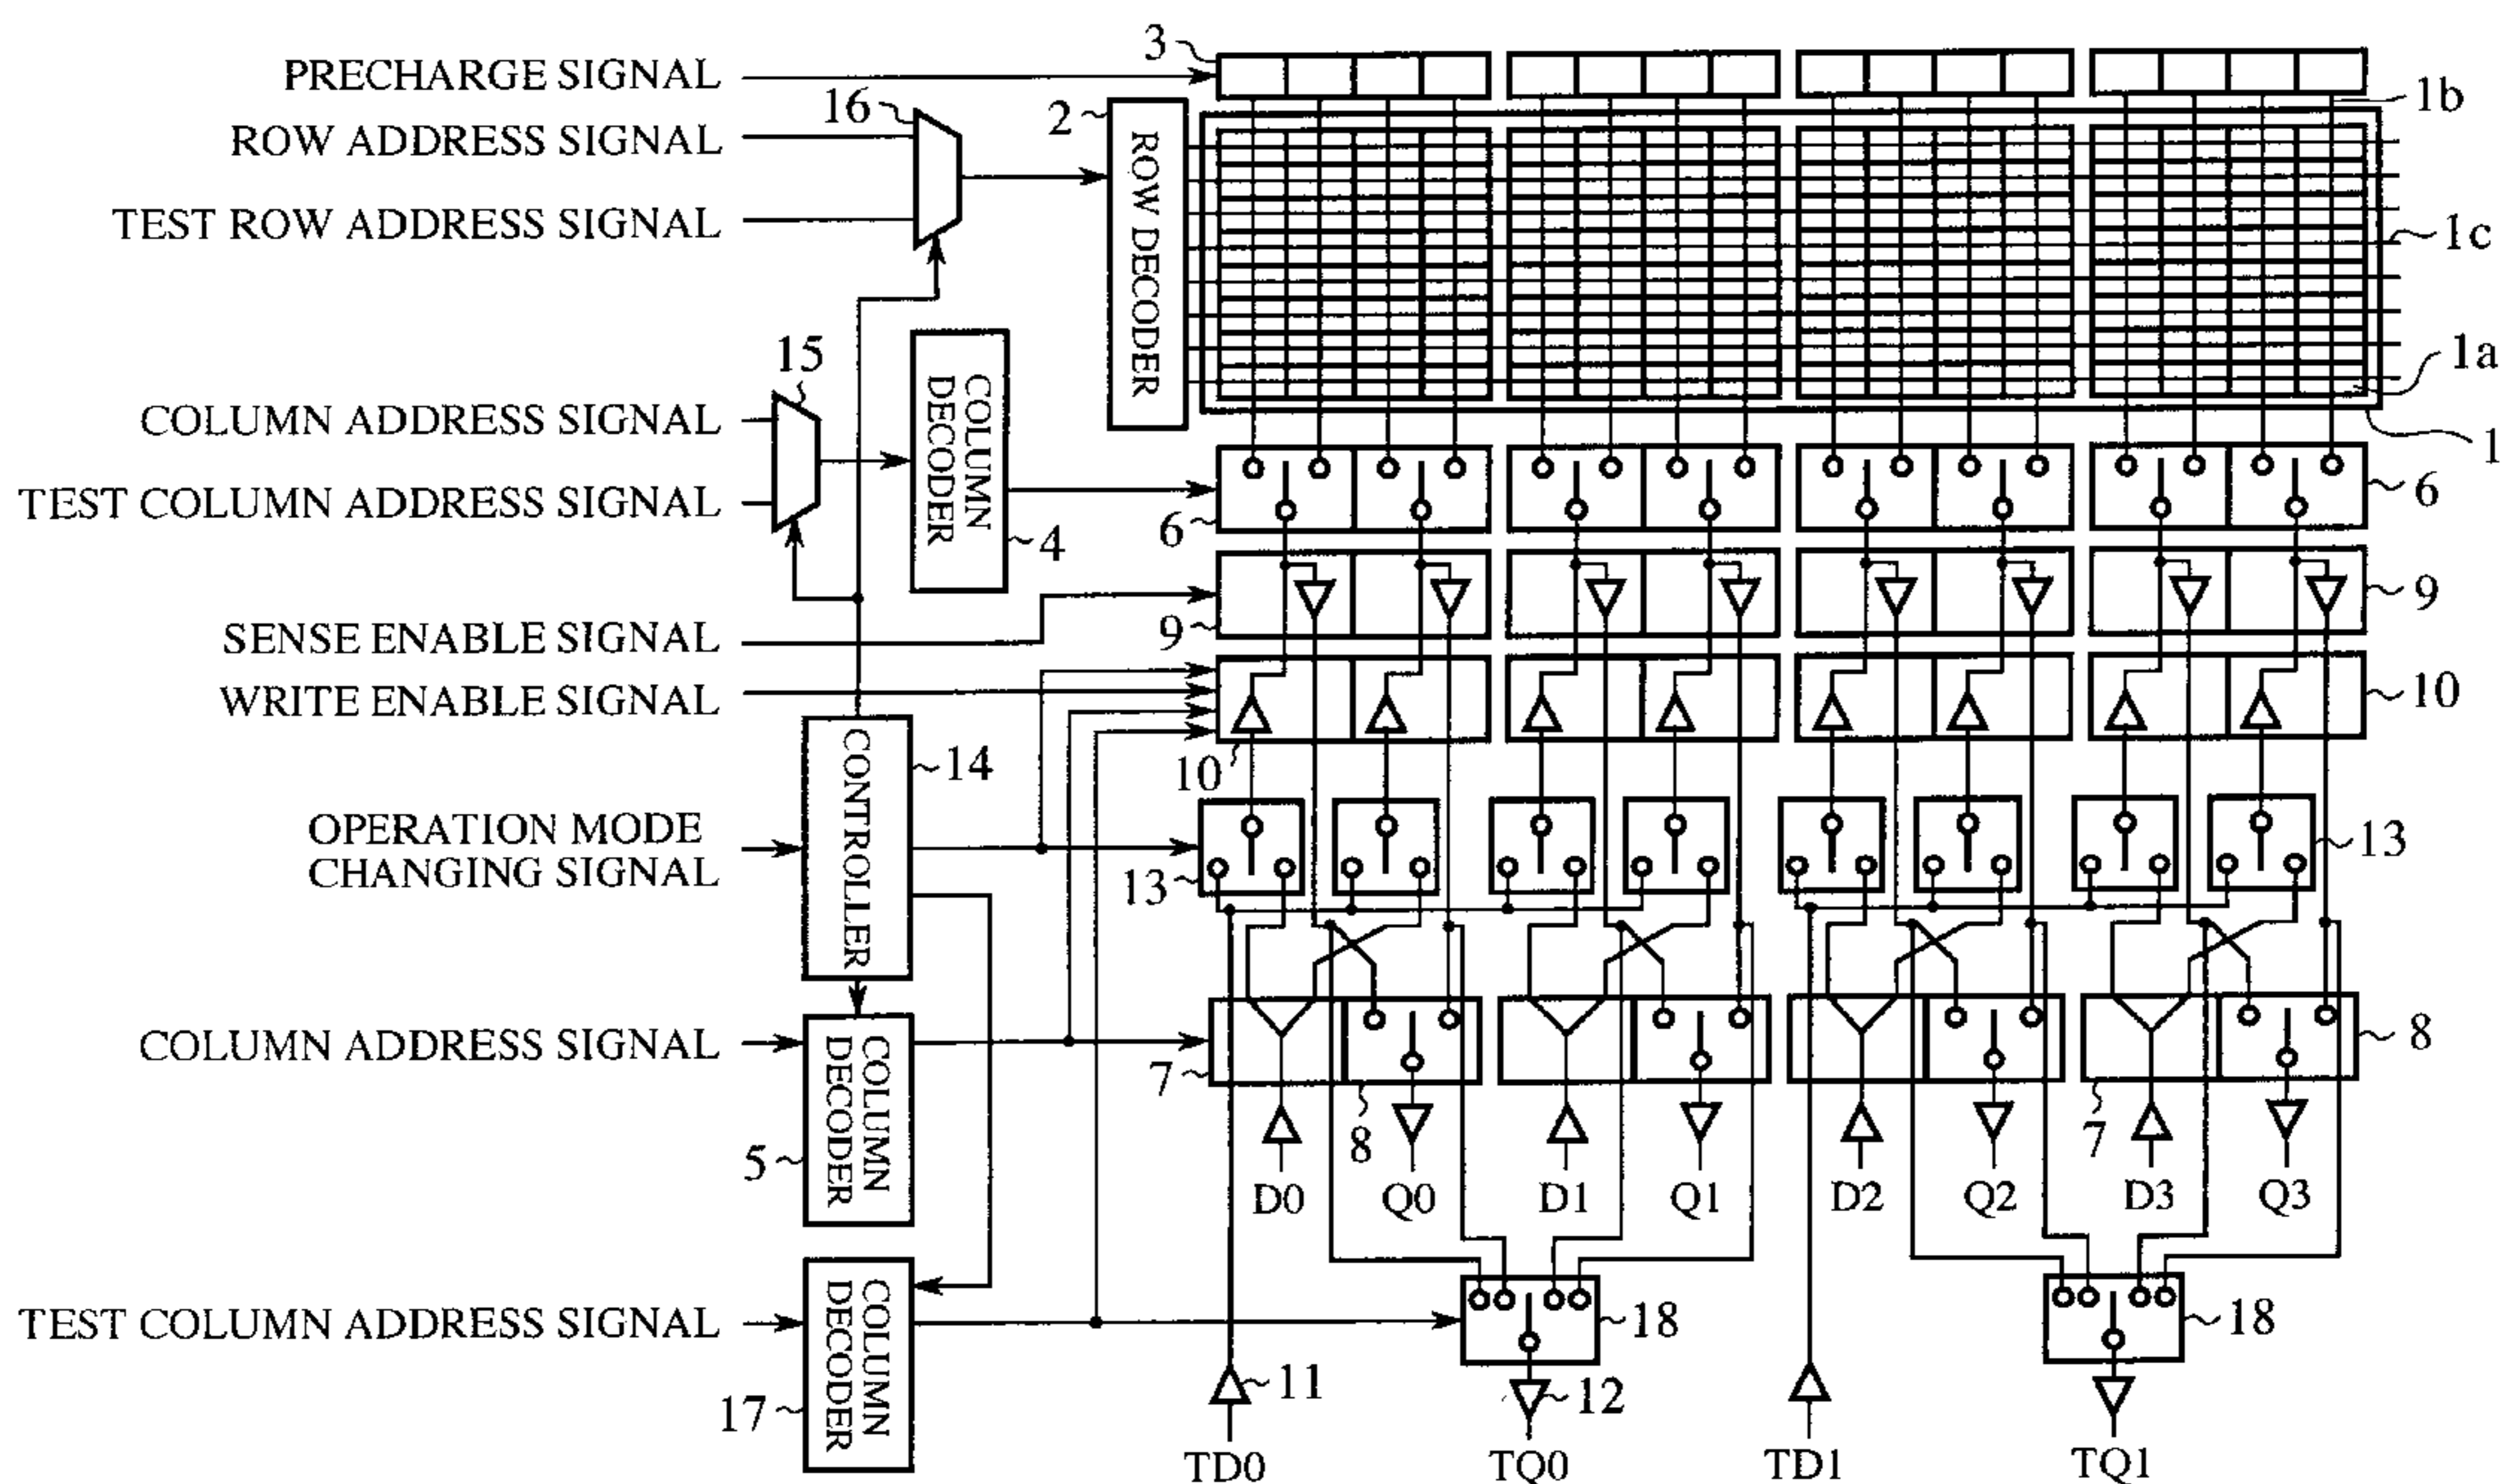 3
PRECHARGE SIGNAL
16
2
1b
ROW ADDRESS SIGNAL
TEST ROW ADDRESS SIGNAL
ROW DECODER
1c
15
COLUMN
DECODER
1a
COLUMN ADDRESS SIGNAL
1
TEST COLUMN ADDRESS SIGNAL
4
6
6
SENSE ENABLE SIGNAL
9
9
WRITE ENABLE SIGNAL
10
CONTROLLER
14
10
OPERATION MODE
CHANGING SIGNAL
13
13
COLUMN ADDRESS SIGNAL
COLUMN
DECODER
7
8
5
8
7
D0
Q0
D1
Q1
D2
Q2
D3
Q3
TEST COLUMN ADDRESS SIGNAL
COLUMN
DECODER
18
18
17
11
12
TD0
TQ0
TD1
TQ1